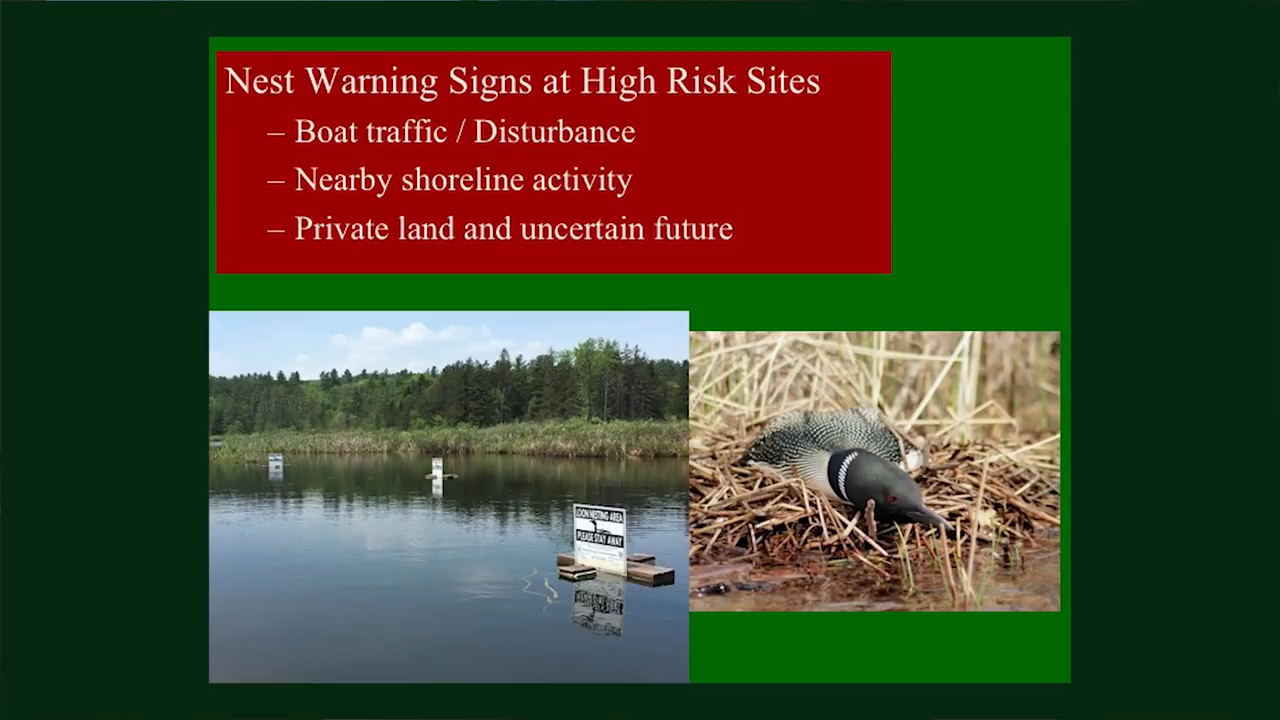 Nest Warning Signs at High Risk Sites
– Boat traffic / Disturbance
– Nearby shoreline activity
– Private land and uncertain future
LOON NESTING AREA
PLEASE STAY AWAY